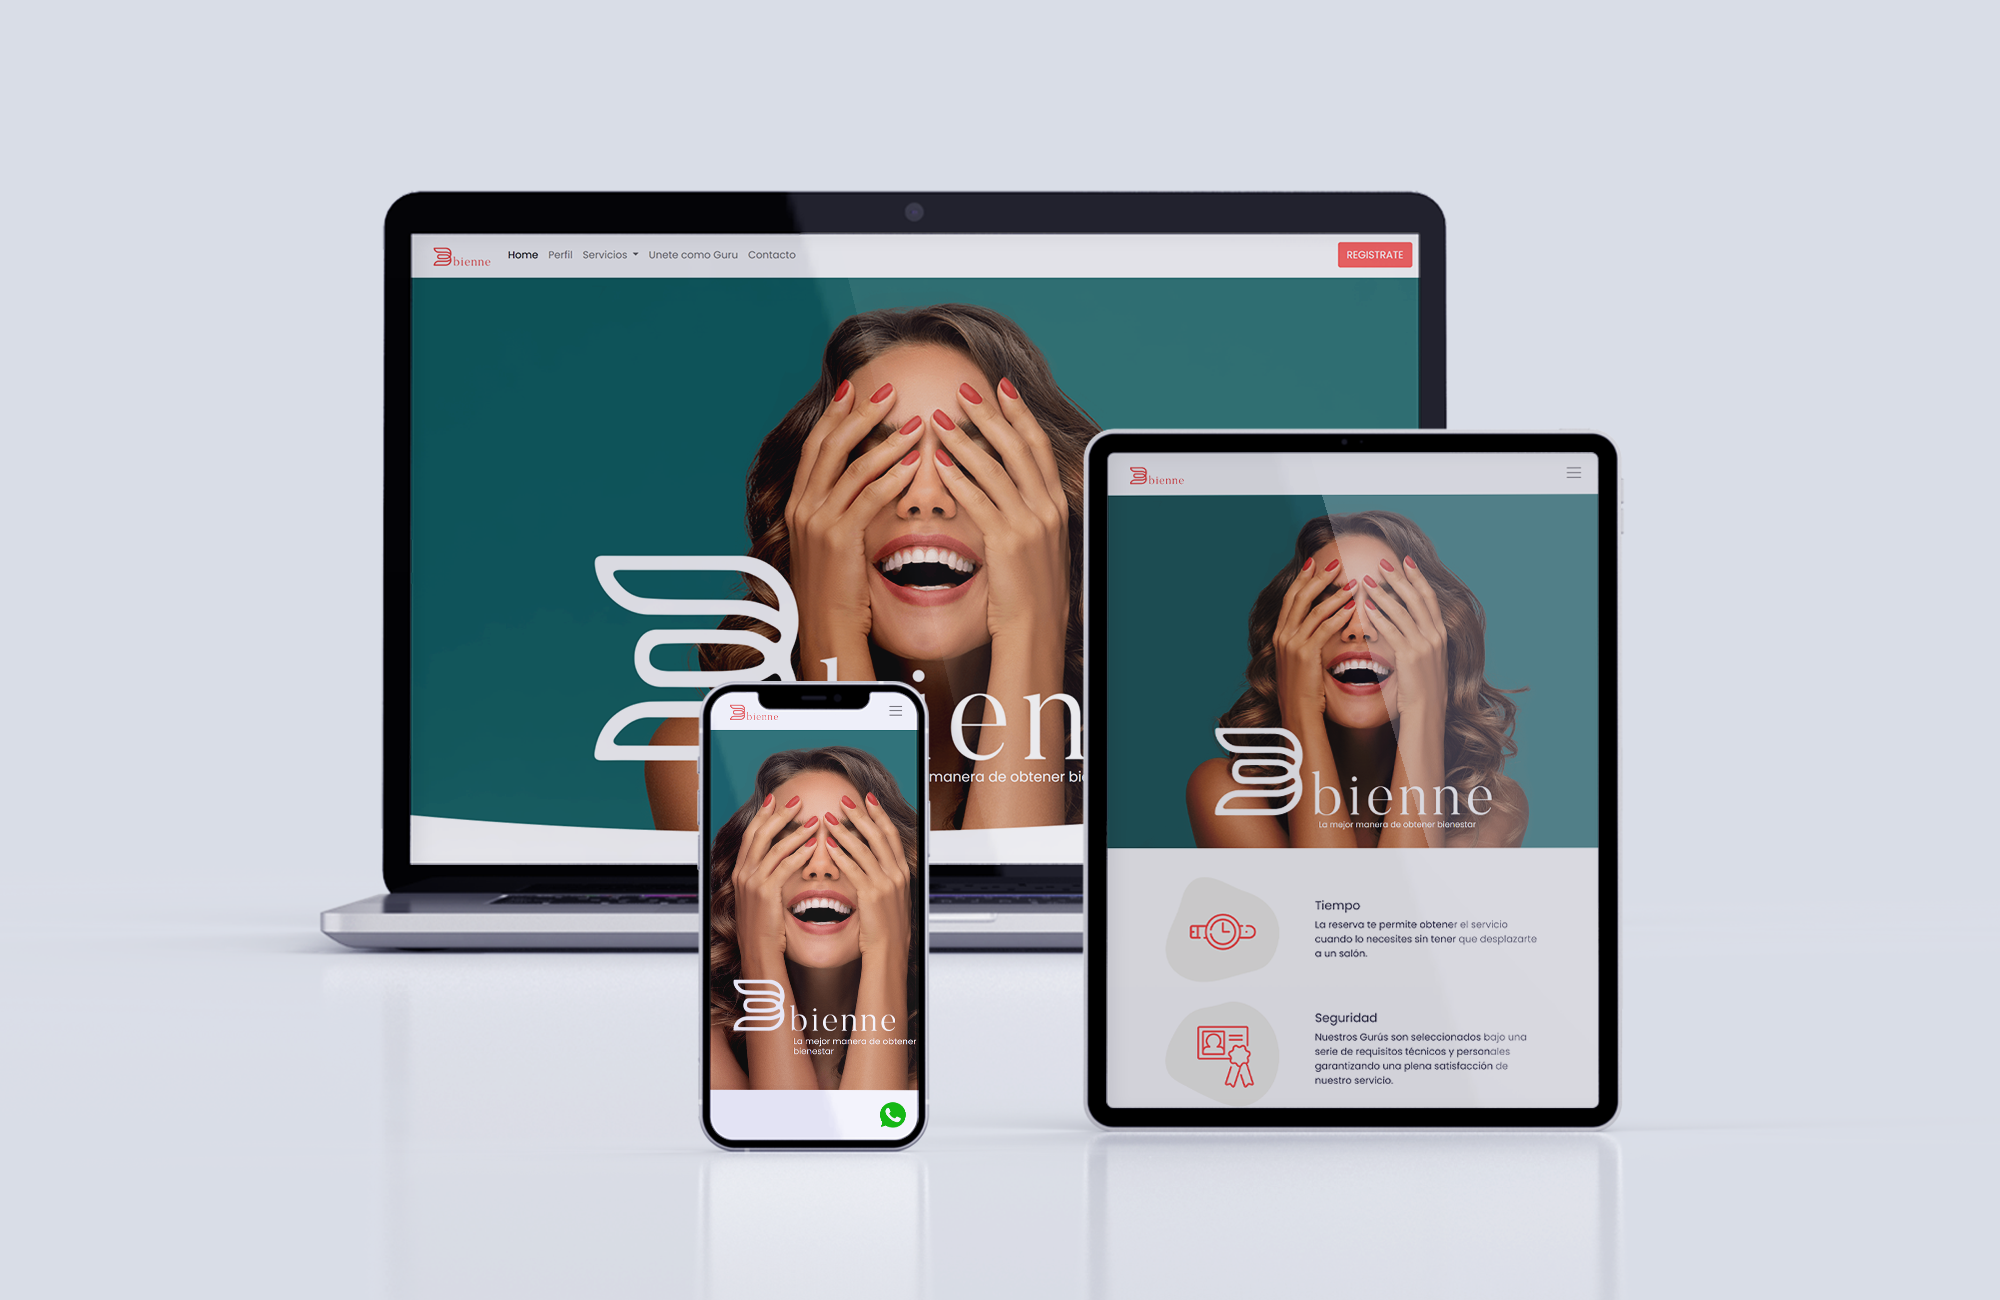 bienne
Home Perfil Servicios Unete como Guru Contacto
REGISTRATE
manera de obtener
bienne
bienne
La mejor manera de obtener
bienestar
bienne
bienne
La mejor manera de obtener bienestar
Tiempo
La reserva te permite obtener el servicio
cuando lo necesites sin tener que desplazarte
a un salón.
Seguridad
Nuestros Gurús son seleccionados bajo una
serie de requisitos técnicos y personales
garantizando una plena satisfacción de
nuestro servicio.